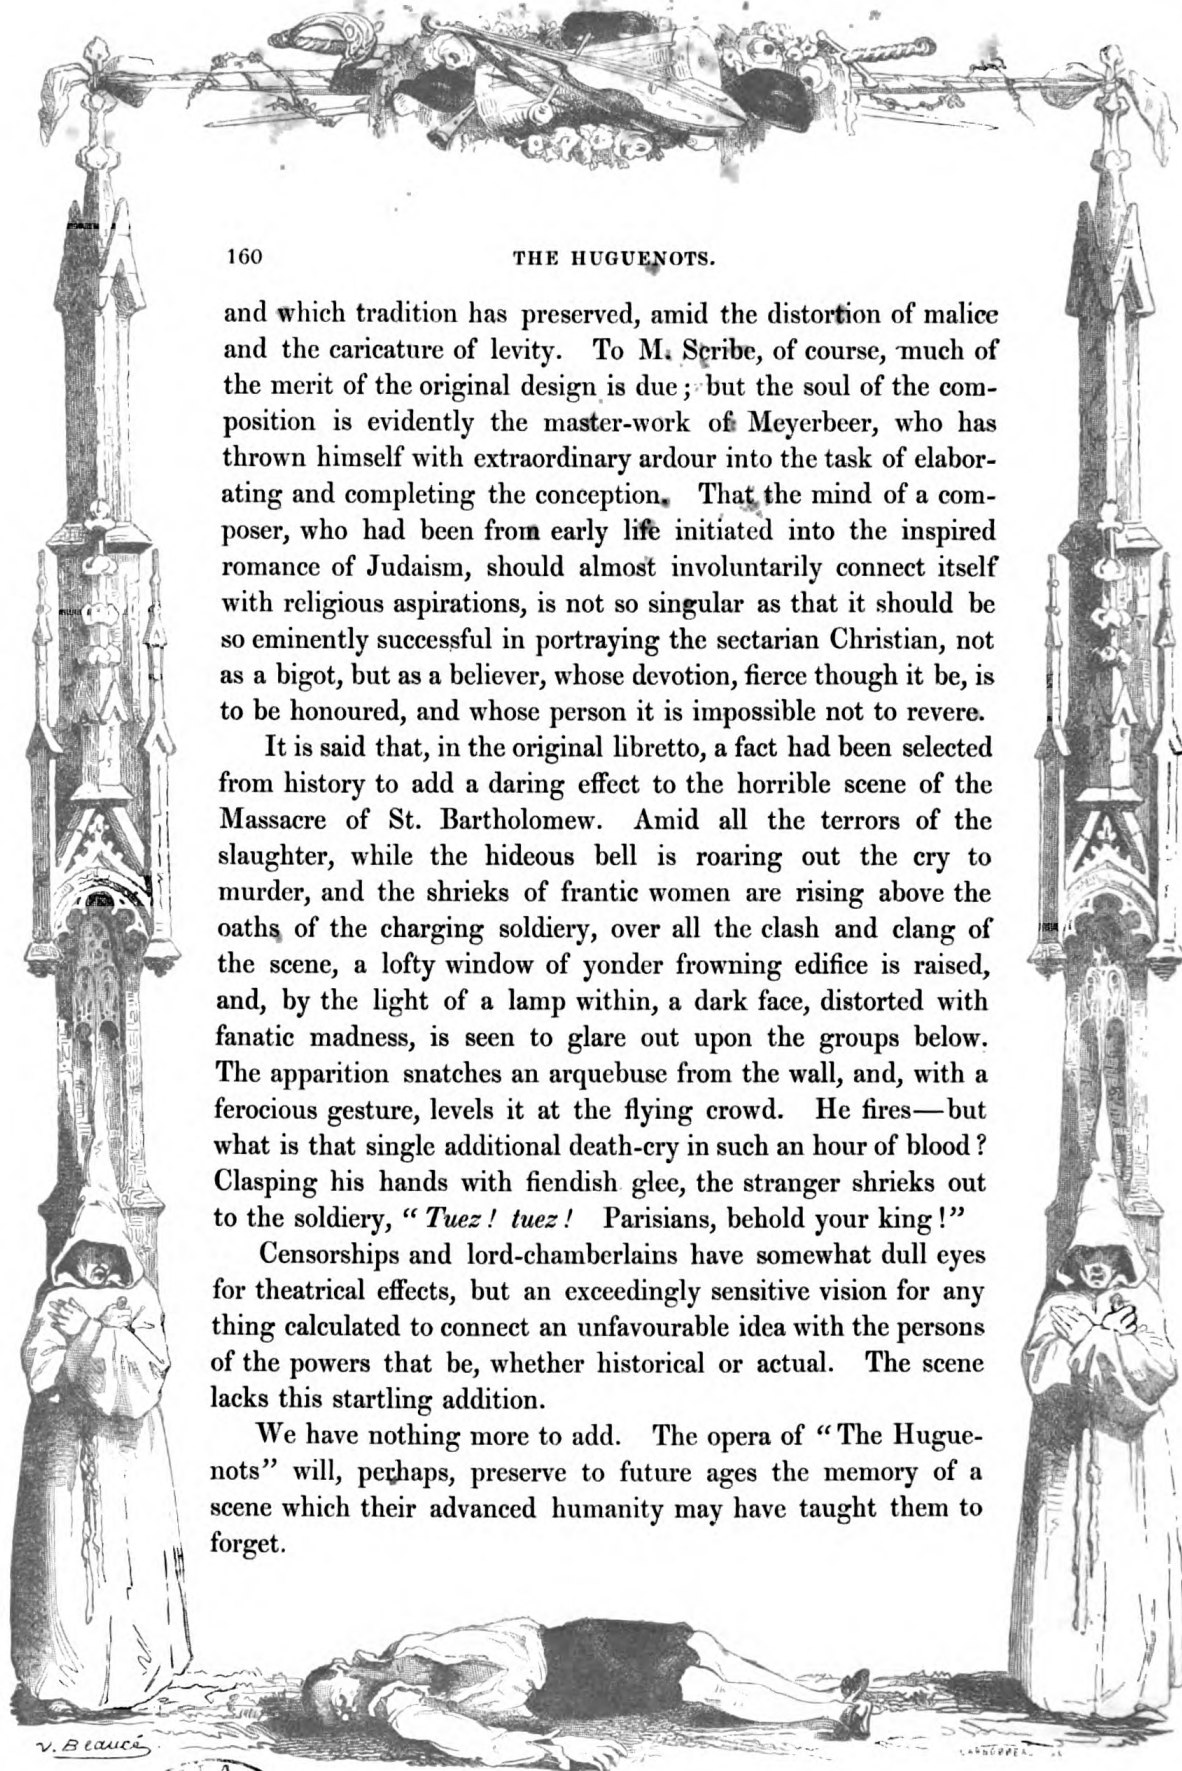 160 THE HUGUENOTS.
and which tradition has preserved, amid the distortion of malice
and the caricature of levity. To M. Scribe, of course, much of
the merit of the original design is due; but the soul of the com-
position is evidently the master-work of Meyerbeer, who has
thrown himself with extraordinary ardour into the task of elabor-
ating and completing the conception. That the mind of a com-
poser, who had been from early life initiated into the inspired
romance of Judaism, should almost involuntarily connect itself
with religious aspirations, is not so singular as that it should be
so eminently successful in portraying the sectarian Christian, not
as a bigot, but as a believer, whose devotion, fierce though it be, is
to be honoured, and whose person it is impossible not to revere.
It is said that, in the original libretto, a fact had been selected
from history to add a daring effect to the horrible scene of the
Massacre of St. Bartholomew. Amid all the terrors of the
slaughter, while the hideous bell is roaring out the cry to
murder, and the shrieks of frantic women are rising above the
oaths of the charging soldiery, over all the clash and clang of
the scene, a lofty window of yonder frowning edifice is raised,
and, by the light of a lamp within, a dark face, distorted with
fanatic madness, is seen to glare out upon the groups below.
The apparition snatches an arquebuse from the wall, and, with a
ferocious gesture, levels it at the flying crowd. He fires—but
what is that single additional death-cry in such an hour of blood?
Clasping his hands with fiendish glee, the stranger shrieks out
to the soldiery, "Tuez! tuez! Parisians, behold your king!"
Censorships and lord-chamberlains have somewhat dull eyes
for theatrical effects, but an exceedingly sensitive vision for any
thing calculated to connect an unfavourable idea with the persons
of the powers that be, whether historical or actual. The scene
lacks this startling addition.
We have nothing more to add. The opera of "The Hugue-
nots" will, perhaps, preserve to future ages the memory of a
scene which their advanced humanity may have taught them to
forget.
V. Beaucé